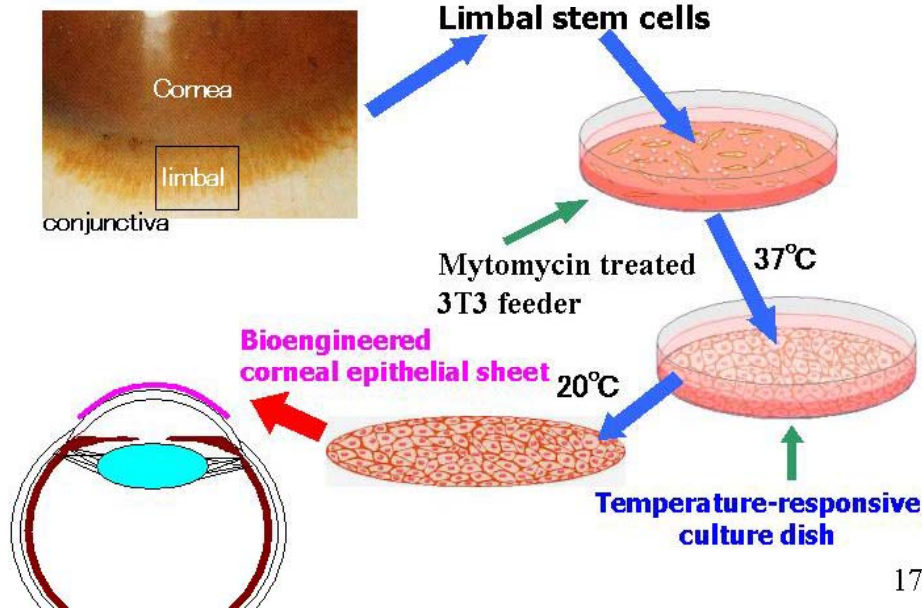 Limbal stem cells
Cornea
limbal
conjunctiva
Mytomycin treated
3T3 feeder
37°C
Bioengineered
corneal epithelial sheet
20°C
Temperature-responsive
culture dish
17